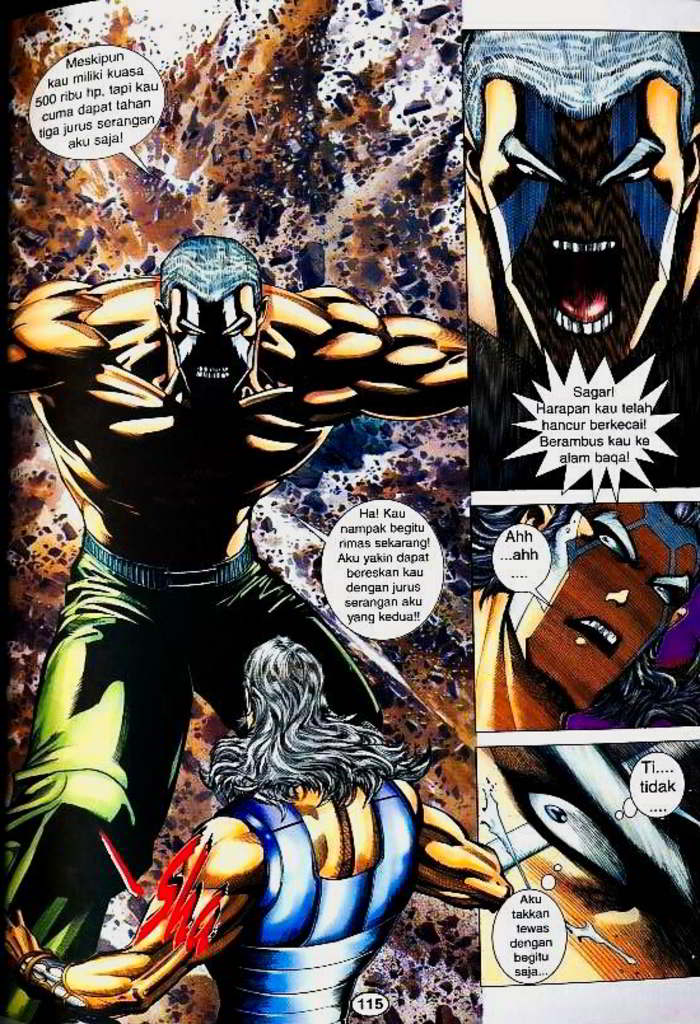 Meskipun
kau miliki kuasa
500 ribu hp, tapi kau
cuma dapat tahan
tiga jurus serangan
aku saja!
Ha! Kau
nampak begitu
rimas sekarang!
Aku yakin dapat
bereskan kau
dengan jurus
serangan aku
yang kedua!!
Sha
Sagar!
Harapan kau telah
hancur berkecai!
Berambus kau ke
alam baqa!
Ahh
...ahh
....
Ti....
tidak
....
Aku
takkan
tewas
dengan
begitu
saja...
115